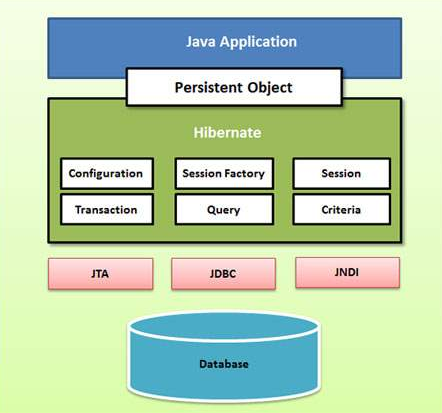 Java Application
Persistent Object
Hibernate
Configuration
Session Factory
Session
Transaction
Query
Criteria
JTA
JDBC
JNDI
Database